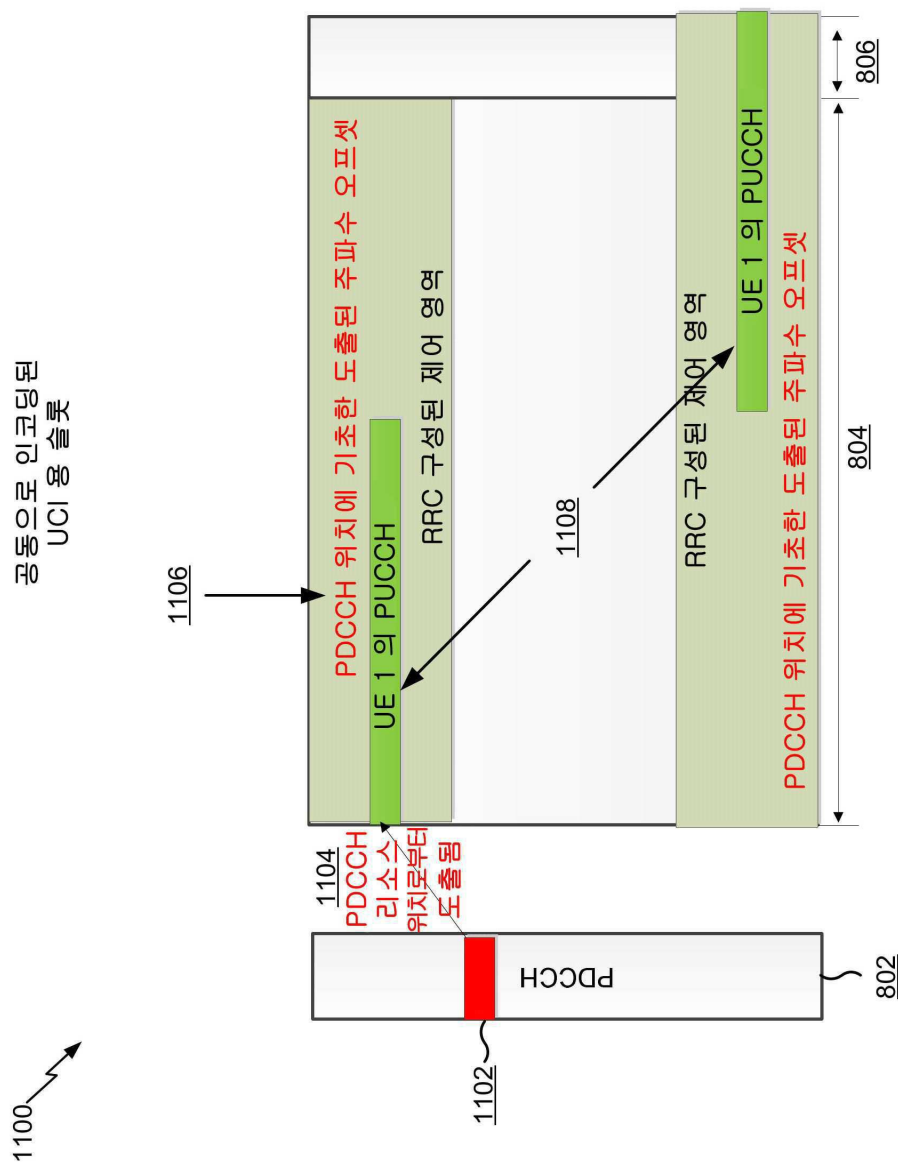 1100
공동으로 인코딩된
UCI 용 슬롯
1106
PDCCH 위치에 기초한 도출된 주파수 오프셋
UE 1 의 PUCCH
RRC 구성된 제어 영역
1104
PDCCH
리소스
위치로부터
도출됨
1108
RRC 구성된 제어 영역
UE 1 의 PUCCH
PDCCH 위치에 기초한 도출된 주파수 오프셋
PDCCH
1102
802
804
806